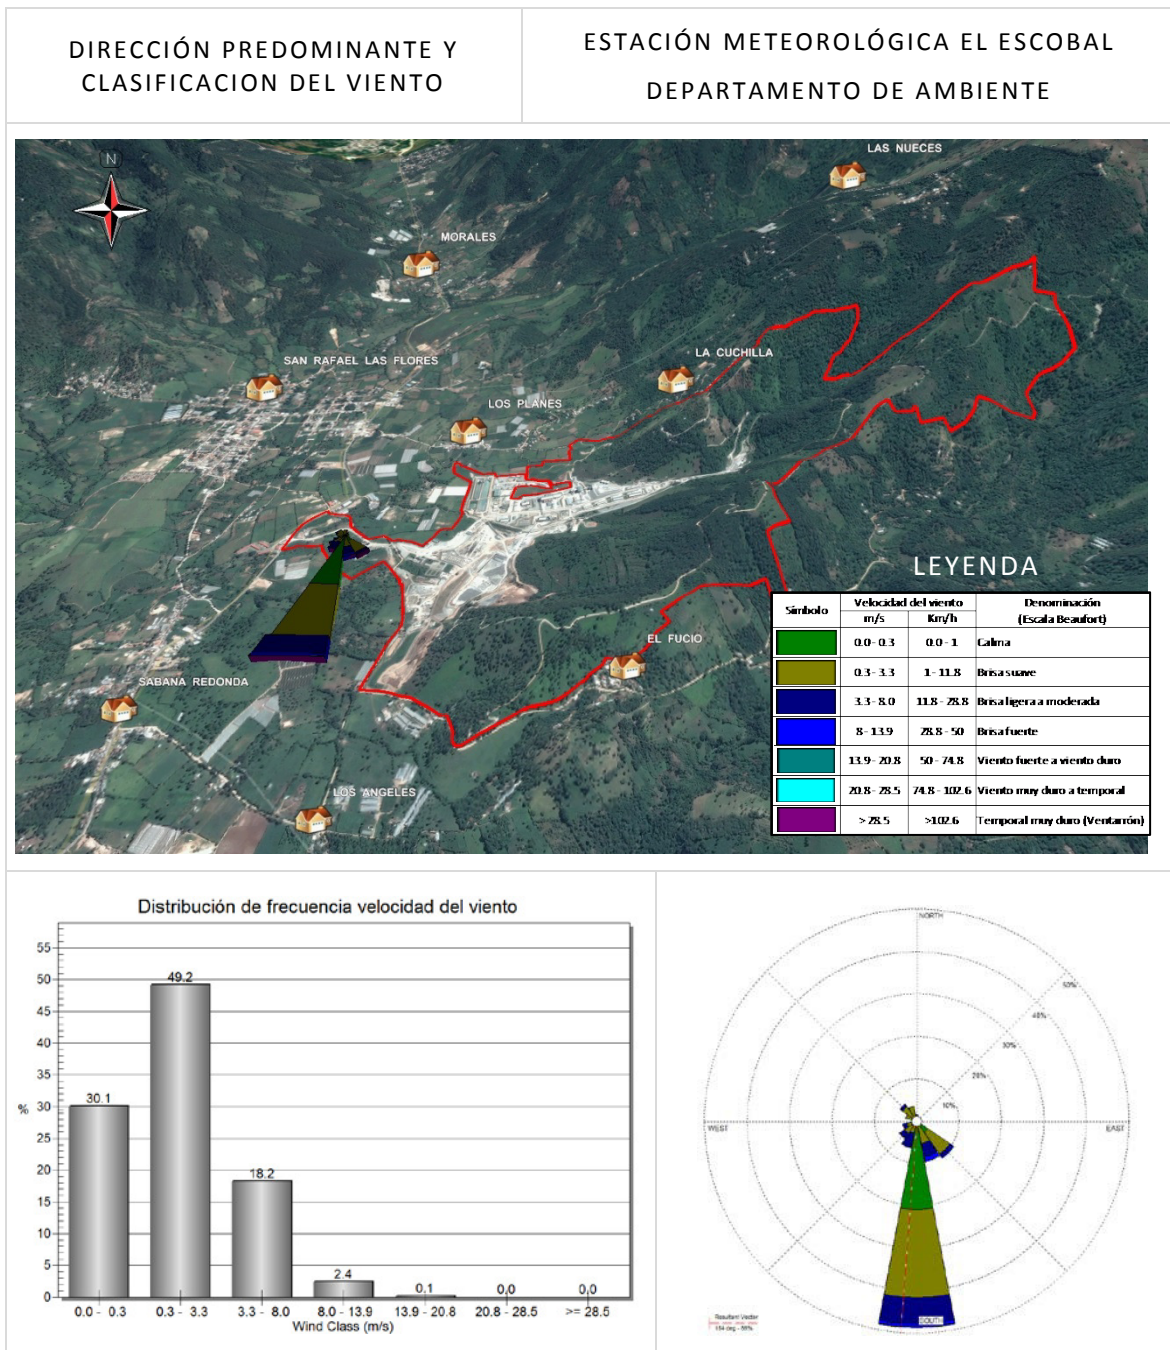 DIRECCIÓN PREDOMINANTE Y
CLASIFICACION DEL VIENTO
ESTACIÓN METEOROLÓGICA EL ESCOBAL
DEPARTAMENTO DE AMBIENTE
N
LAS NUECES
MORALES
SAN RAFAEL LAS FLORES
LA CUCHILLA
LOS PLANES
EL FUCIO
SABANA REDONDA
LOS ANGELES
LEYENDA
Símbolo Velocidad del viento Denominación
m/s Km/h (Escala Beaufort)
0.0 - 0.3 0.0 - 1 Calma
0.3 - 3.3 1 - 11.8 Brisa suave
3.3 - 8.0 11.8 - 28.8 Brisa ligera a moderada
8 - 13.9 28.8 - 50 Brisa fuerte
13.9 - 20.8 50 - 74.8 Viento fuerte a viento duro
20.8 - 28.5 74.8 - 102.6 Viento muy duro a temporal
> 28.5 >102.6 Temporal muy duro (Ventarrón)
Distribución de frecuencia velocidad del viento
%
55
50
45
40
35
30
25
20
15
10
5
0
30.1
49.2
18.2
2.4
0.1
0.0
0.0
0.0 - 0.3
0.3 - 3.3
3.3 - 8.0
8.0 - 13.9
13.9 - 20.8
20.8 - 28.5
>= 28.5
Wind Class (m/s)
NORTH
50%
40%
30%
20%
10%
WEST
EAST
SOUTH
Resultant Vector